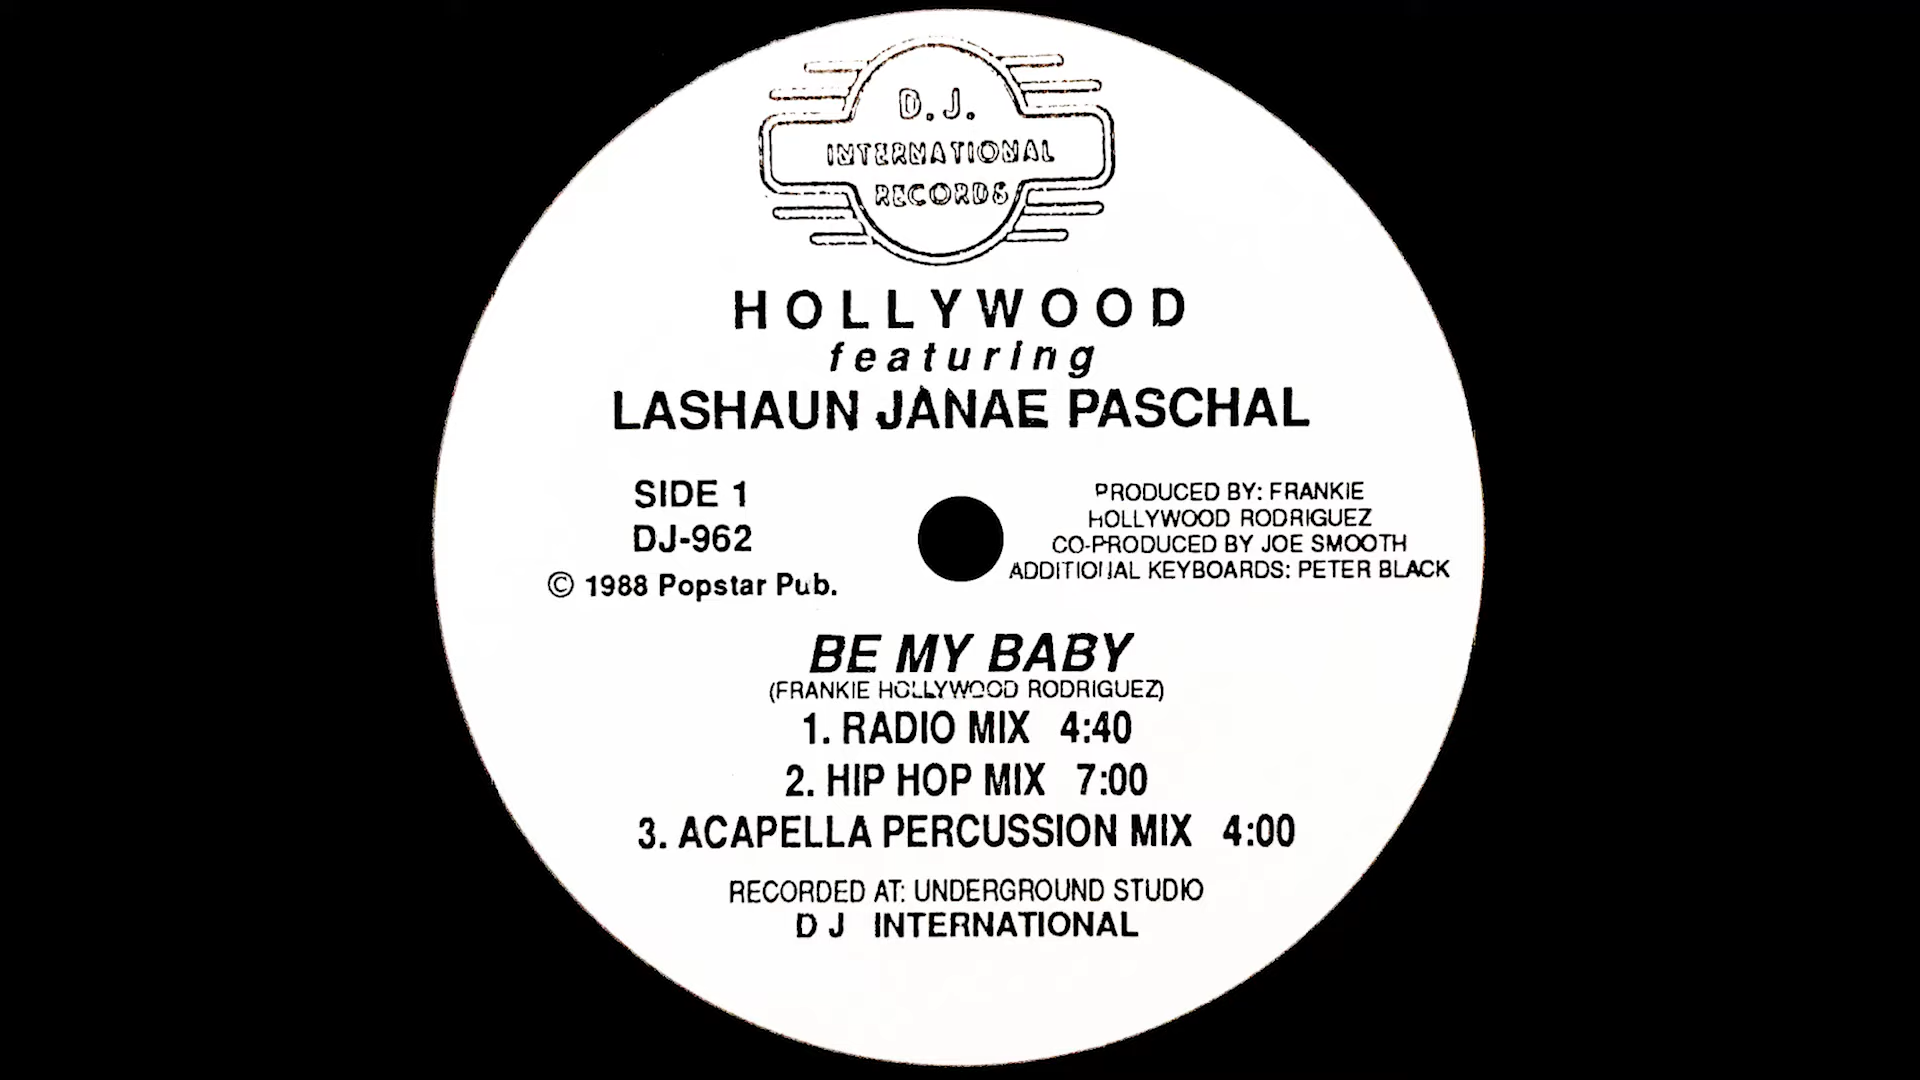 D.J.
INTERNATIONAL
RECORDS
HOLLYWOOD
featuring
LASHAUN JANAE PASCHAL
SIDE 1
DJ-962
© 1988 Popstar Pub.
PRODUCED BY: FRANKIE
HOLLYWOOD RODRIGUEZ
CO-PRODUCED BY JOE SMOOTH
ADDITIONAL KEYBOARDS: PETER BLACK
BE MY BABY
(FRANKIE HOLLYWOOD RODRIGUEZ)
1. RADIO MIX 4:40
2. HIP HOP MIX 7:00
3. ACAPELLA PERCUSSION MIX 4:00
RECORDED AT: UNDERGROUND STUDIO
D J INTERNATIONAL